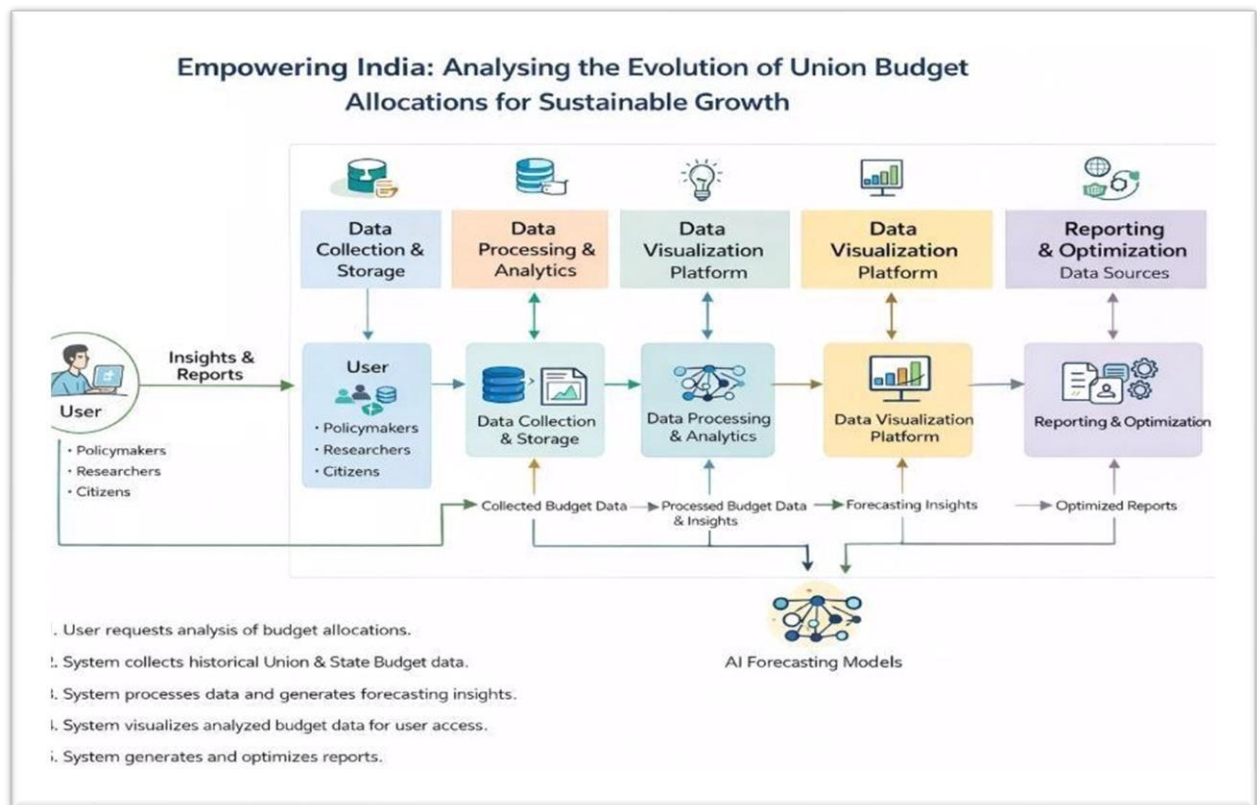 Empowering India: Analysing the Evolution of Union Budget
Allocations for Sustainable Growth
Data
Collection &
Storage
Data
Processing &
Analytics
Data
Visualization
Platform
Data
Visualization
Platform
Reporting
& Optimization
Data Sources
Insights &
Reports
User
• Policymakers
• Researchers
• Citizens
User
• Policymakers
• Researchers
• Citizens
Data Collection
& Storage
Data Processing
& Analytics
Data Visualization
Platform
Reporting & Optimization
Collected Budget Data
Processed Budget Data
& Insights
Forecasting Insights
Optimized Reports
AI Forecasting Models
. User requests analysis of budget allocations.
. System collects historical Union & State Budget data.
. System processes data and generates forecasting insights.
. System visualizes analyzed budget data for user access.
. System generates and optimizes reports.